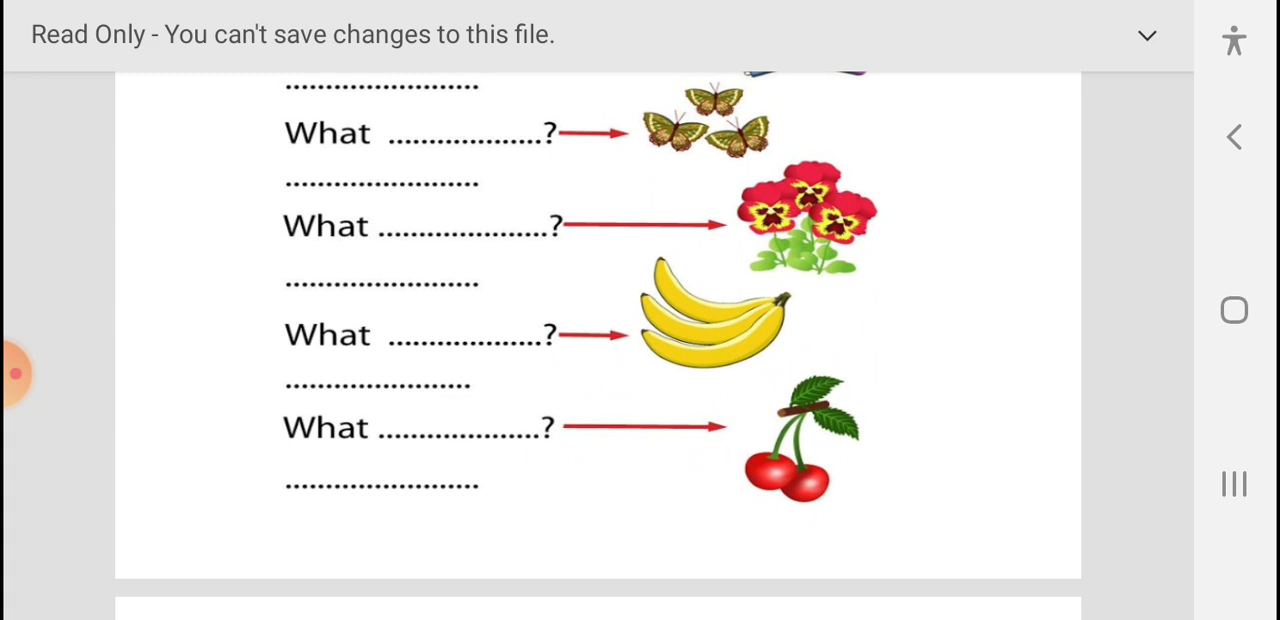 Read Only - You can't save changes to this file.
........................
What ...................?
........................
What .....................?
........................
What ...................?
.......................
What ....................?
........................